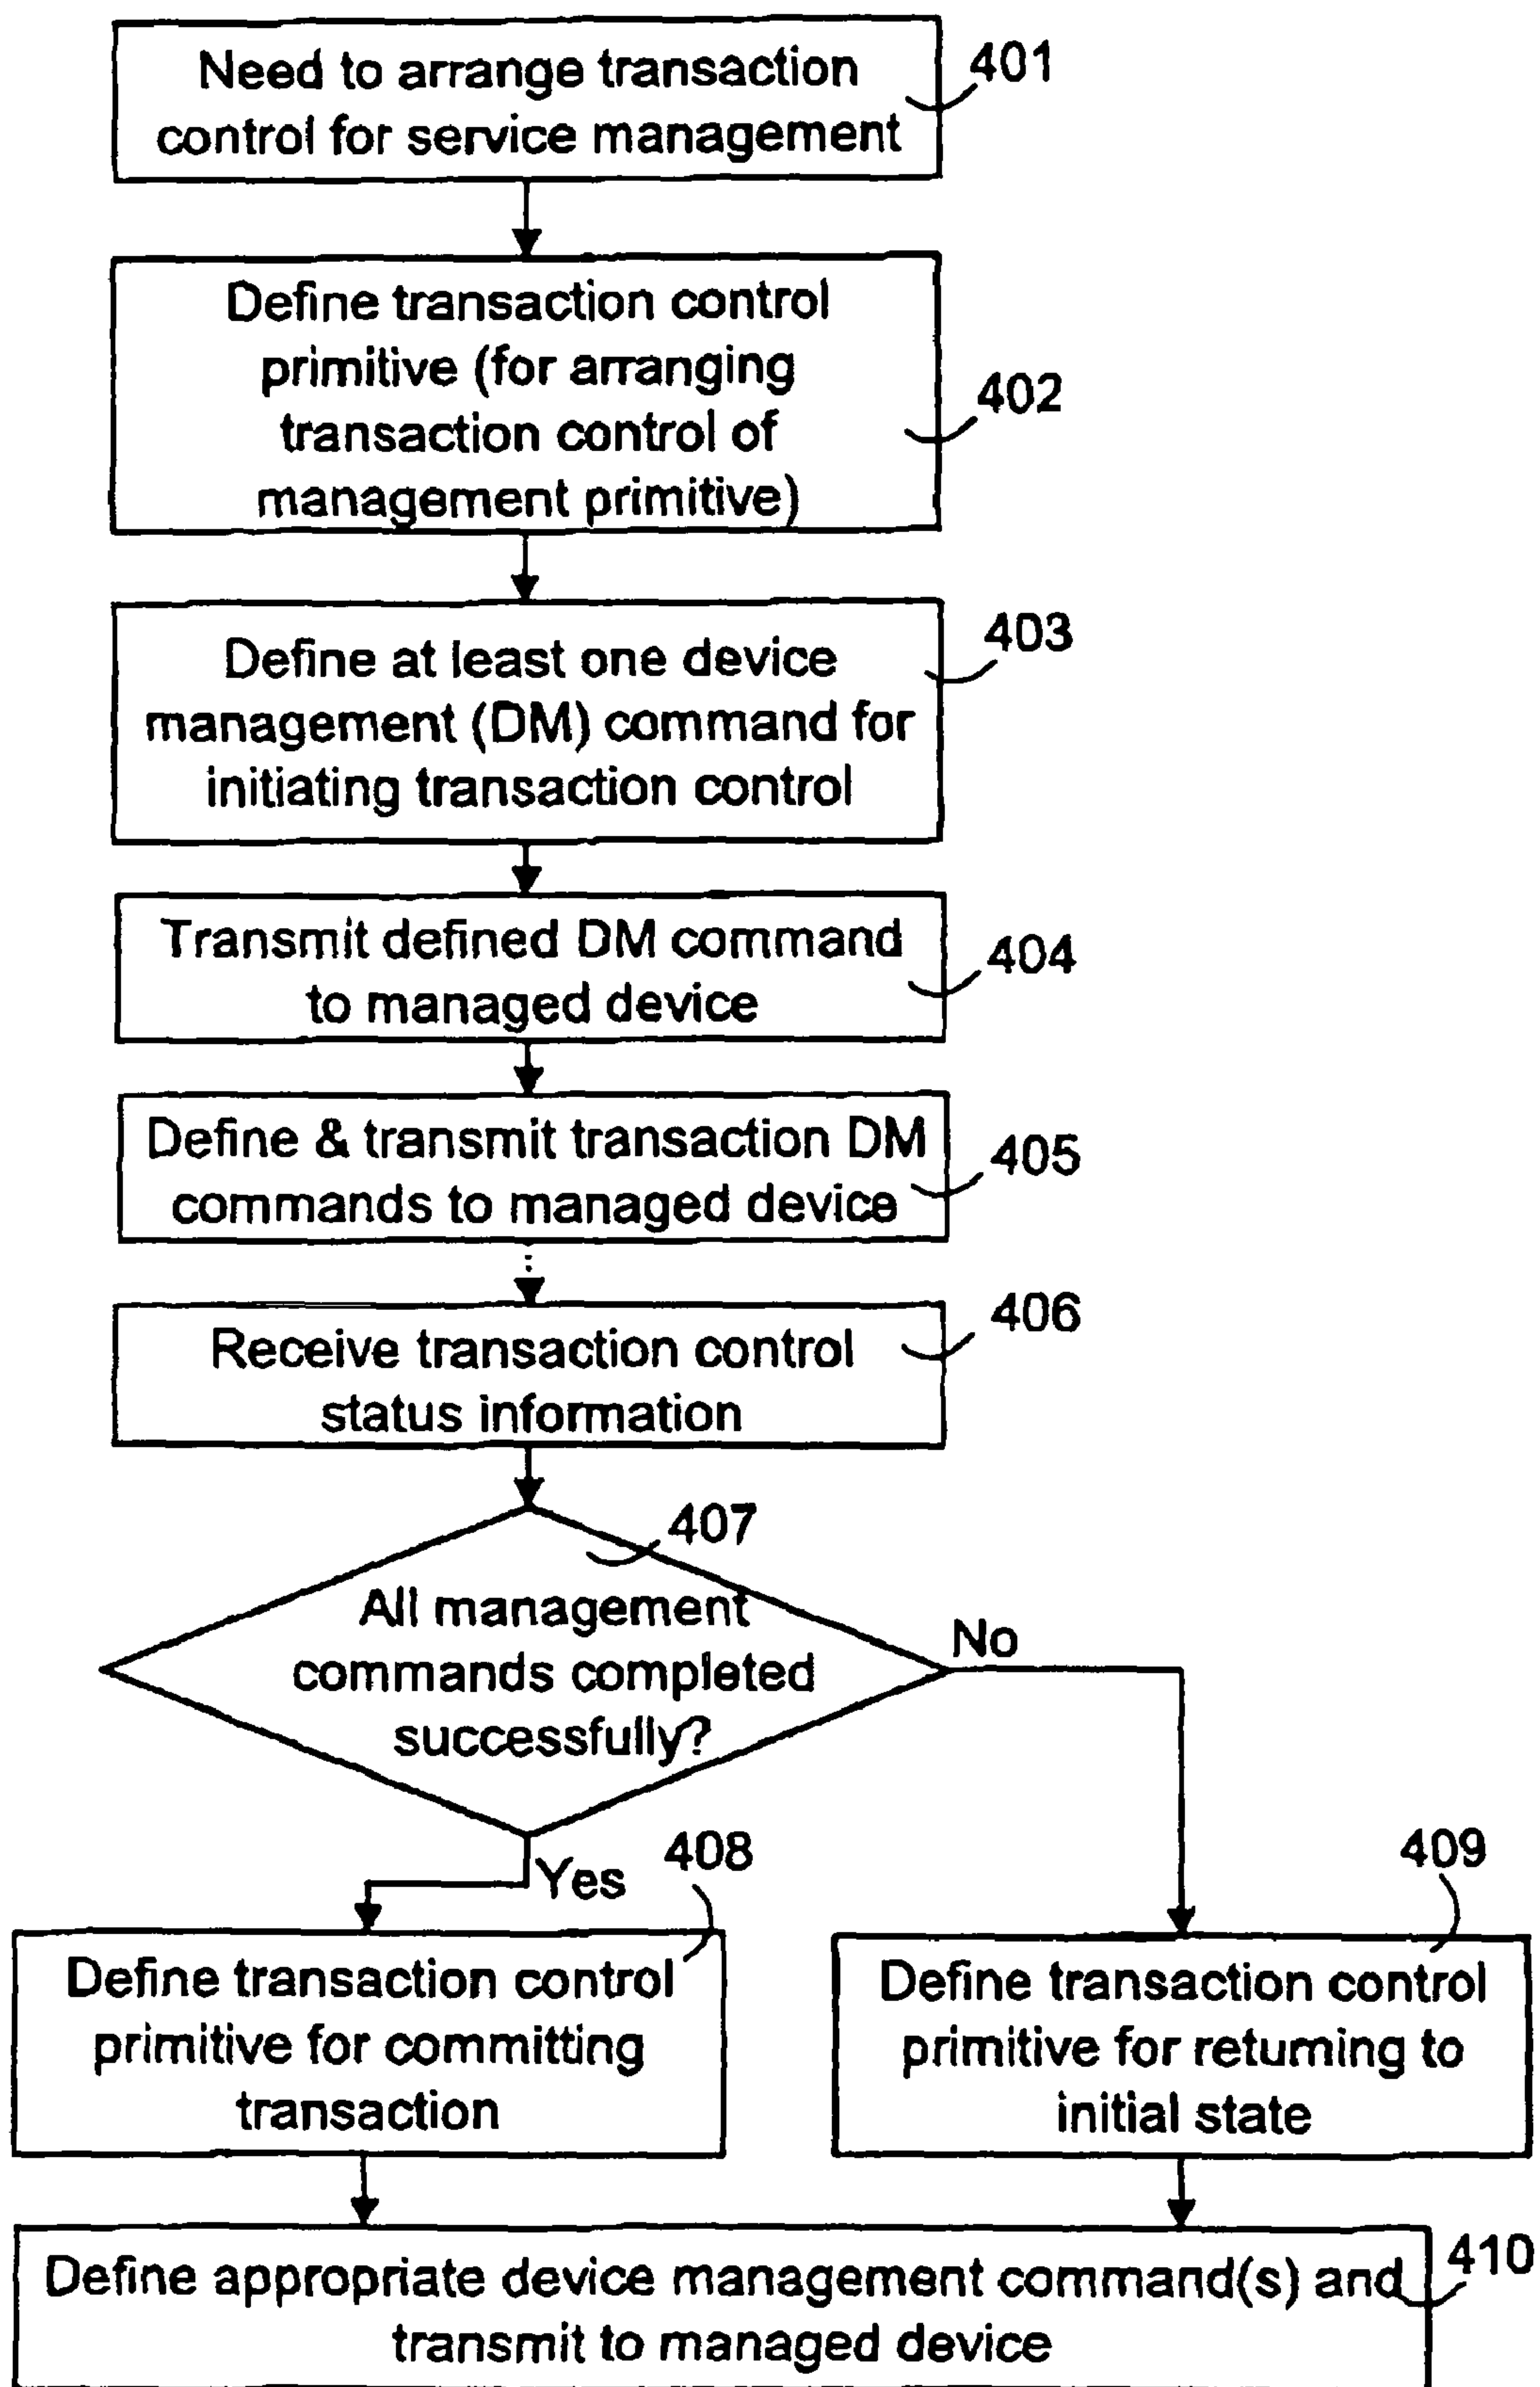 Need to arrange transaction
control for service management
401
Define transaction control
primitive (for arranging
transaction control of
management primitive)
402
Define at least one device
management (DM) command for
initiating transaction control
403
Transmit defined DM command
to managed device
404
Define & transmit transaction DM
commands to managed device
405
Receive transaction control
status information
406
407
All management
commands completed
successfully?
No
Yes
408
Define transaction control
primitive for committing
transaction
409
Define transaction control
primitive for returning to
initial state
Define appropriate device management command(s) and
transmit to managed device
410